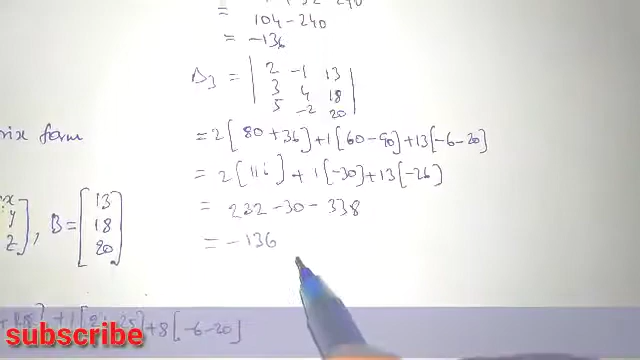 104 - 240
= -136
Δ3 = | 2 -1 13
3 4 18
5 -2 20 |
= 2[80+36]+1[60-90]+13[-6-20]
= 2[116]+1[-30]+13[-26]
= 232-30-338
= -136
rix form
x
y
z], B = [13
18
20]
+8[-6-20]
subscribe